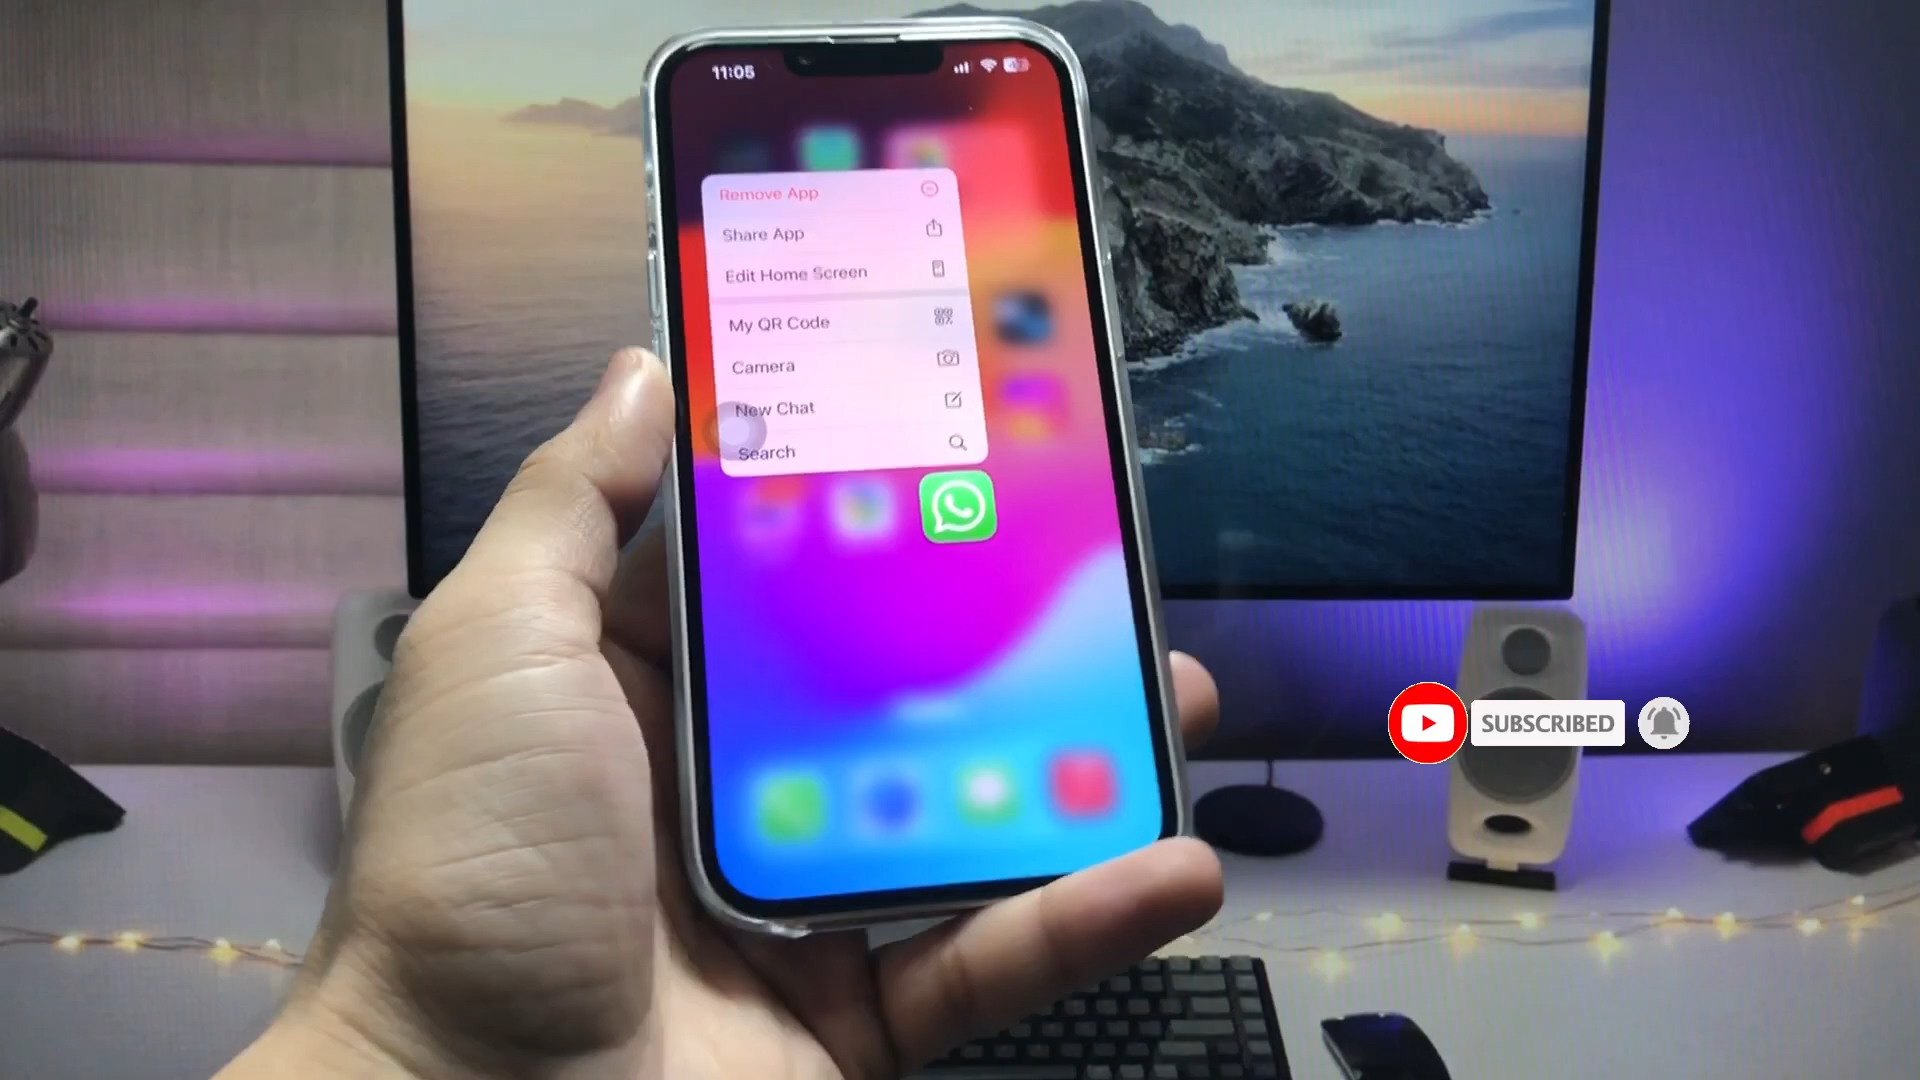 11:05
Remove App
Share App
Edit Home Screen
My QR Code
Camera
New Chat
Search
SUBSCRIBED